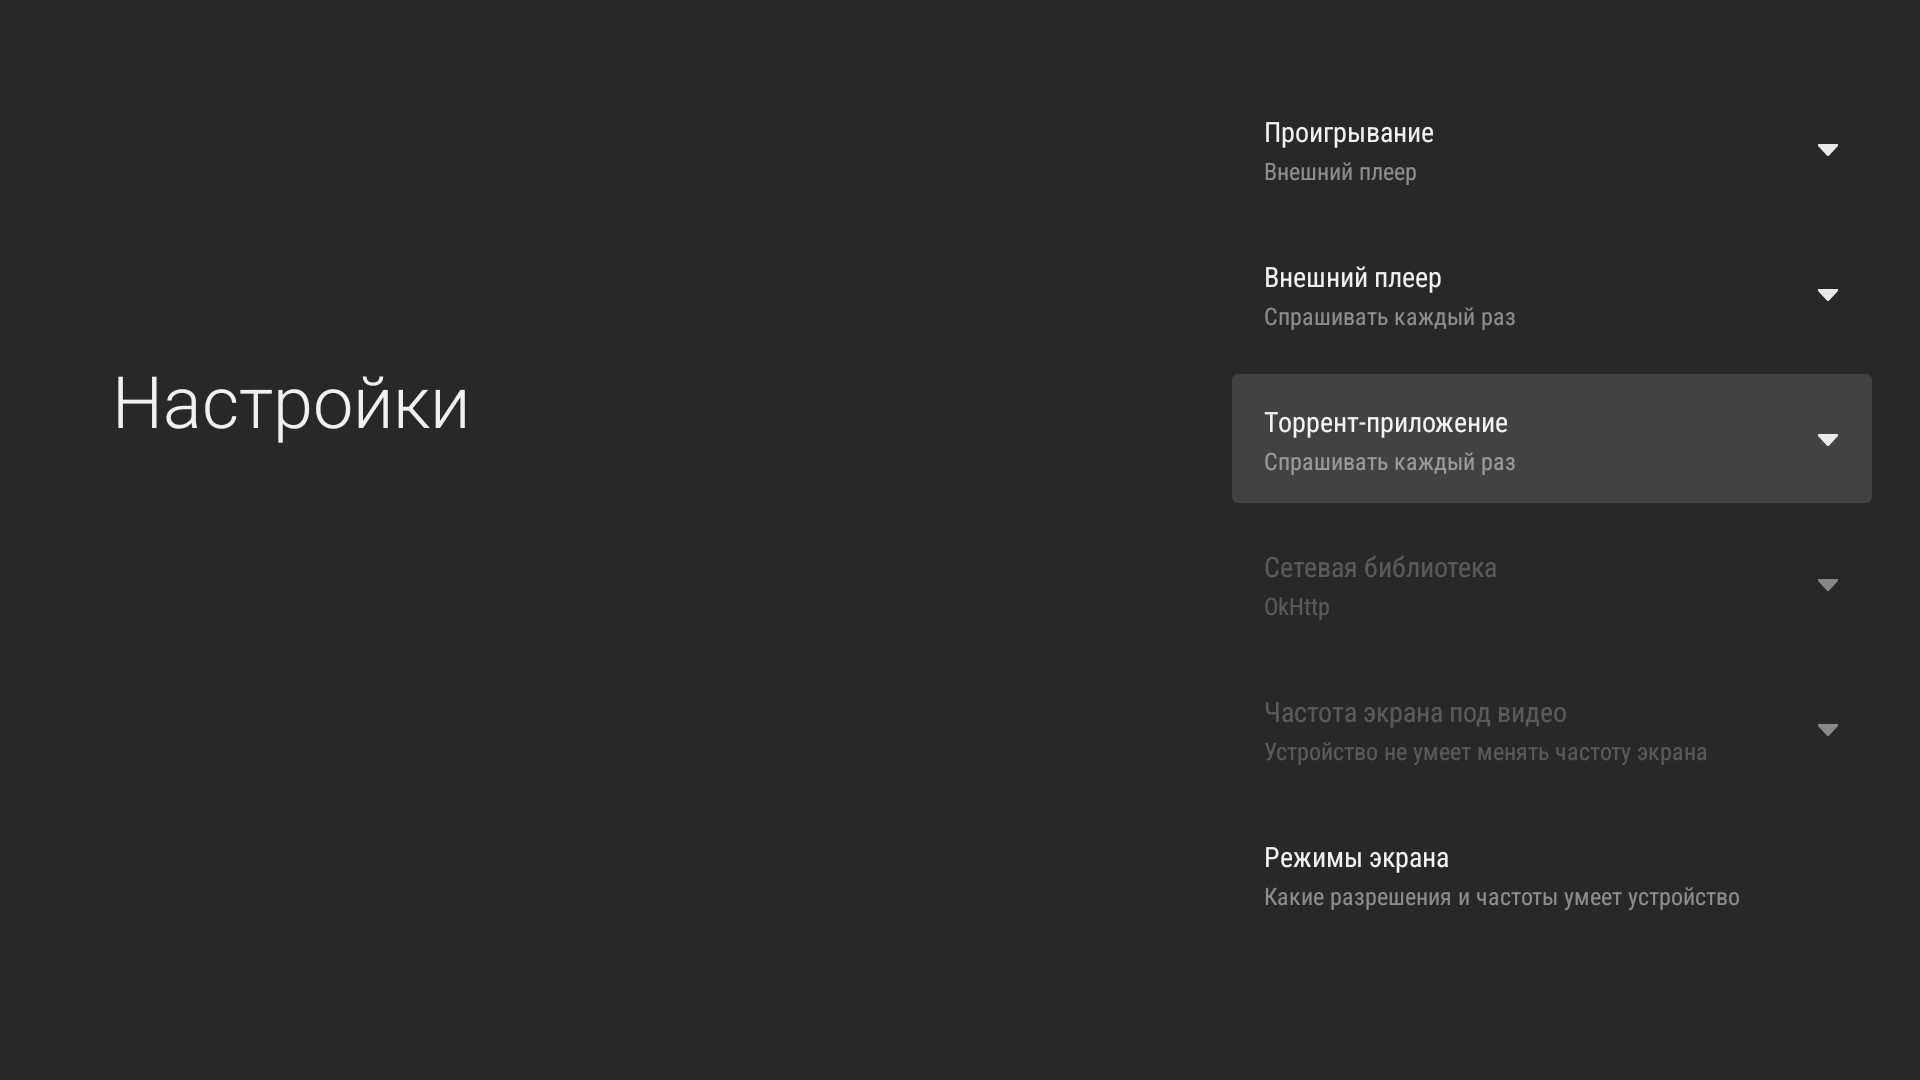 Настройки
Проигрывание
Внешний плеер
Внешний плеер
Спрашивать каждый раз
Торрент-приложение
Спрашивать каждый раз
Сетевая библиотека
OkHttp
Частота экрана под видео
Устройство не умеет менять частоту экрана
Режимы экрана
Какие разрешения и частоты умеет устройство